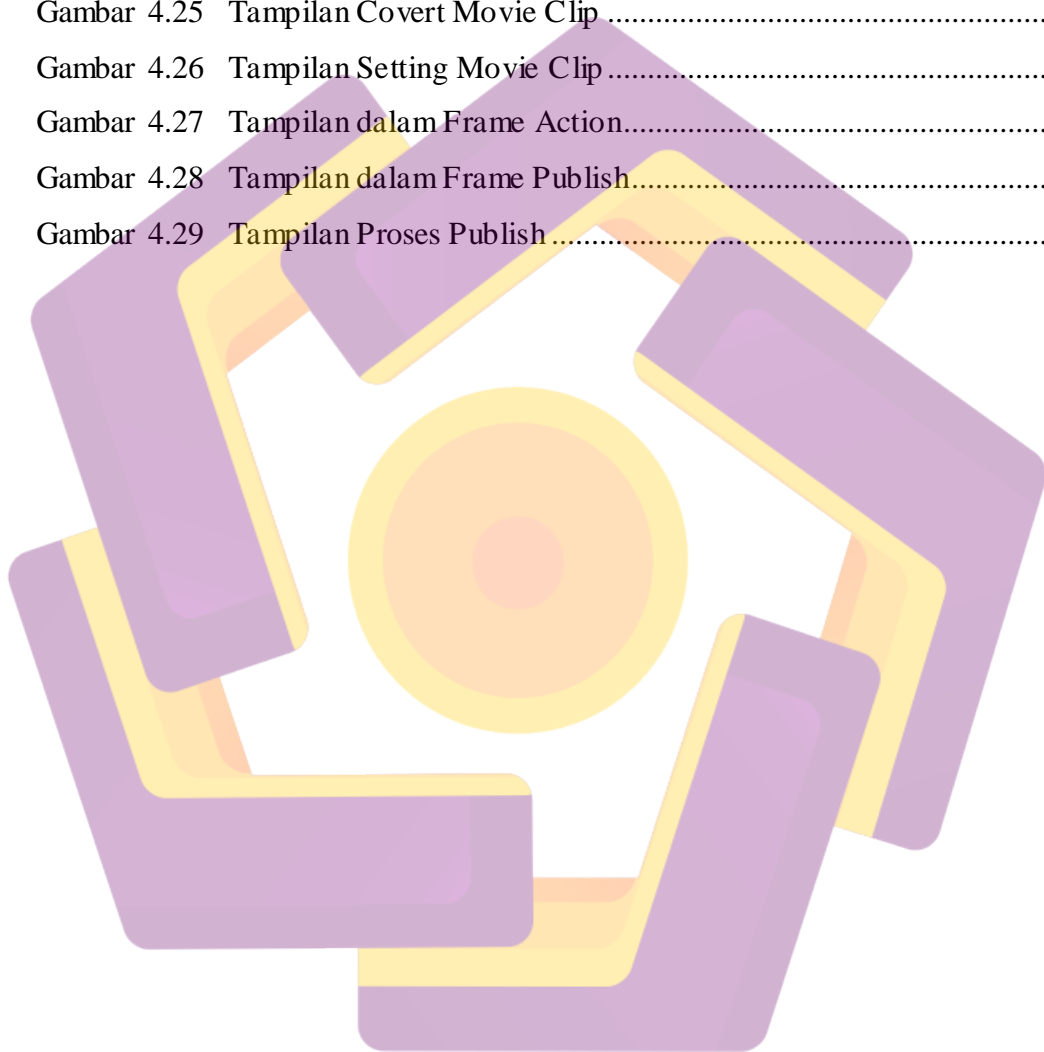 Gambar 4.25 Tampilan Covert Movie Clip ..........................................................
Gambar 4.26 Tampilan Setting Movie Clip .........................................................
Gambar 4.27 Tampilan dalam Frame Action.......................................................
Gambar 4.28 Tampilan dalam Frame Publish......................................................
Gambar 4.29 Tampilan Proses Publish ................................................................